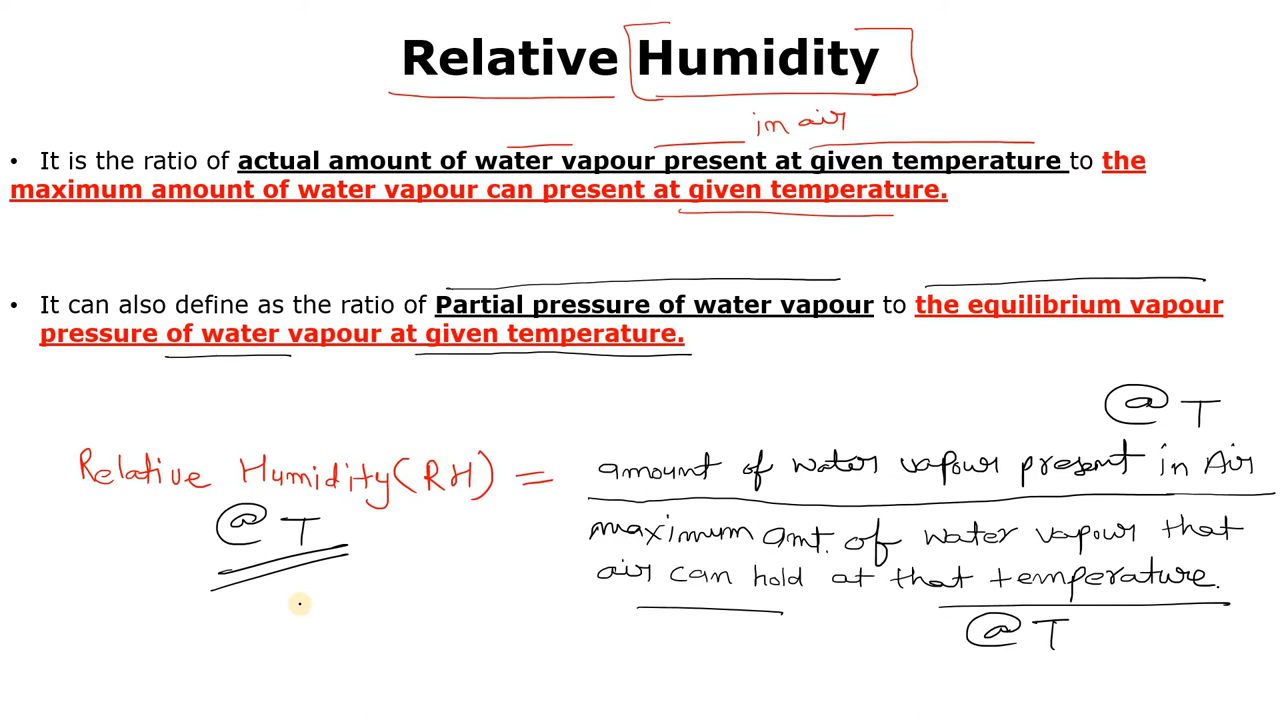 Relative Humidity
in air
• It is the ratio of actual amount of water vapour present at given temperature to the
maximum amount of water vapour can present at given temperature.
• It can also define as the ratio of Partial pressure of water vapour to the equilibrium vapour
pressure of water vapour at given temperature.
@ T
Relative Humidity (RH) = amount of water vapour present in Air
@ T
maximum amt. of water vapour that
air can hold at that temperature.
@ T